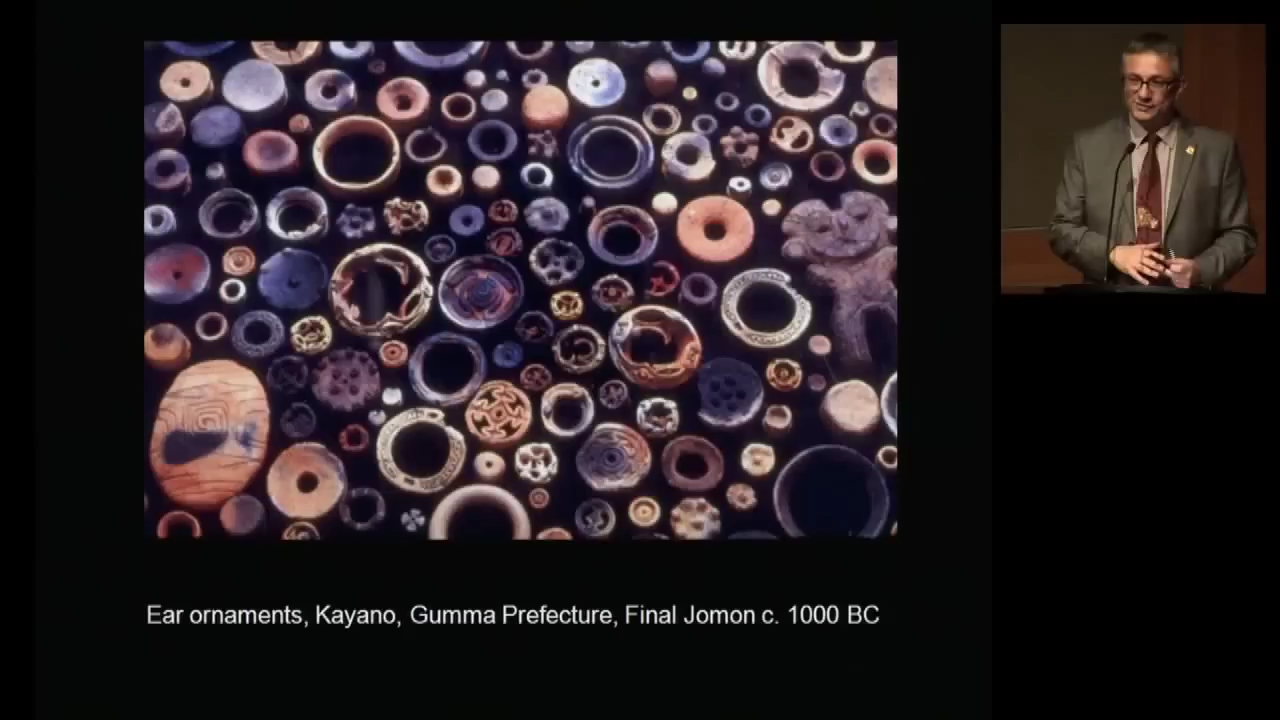 Ear ornaments, Kayano, Gumma Prefecture, Final Jomon c. 1000 BC